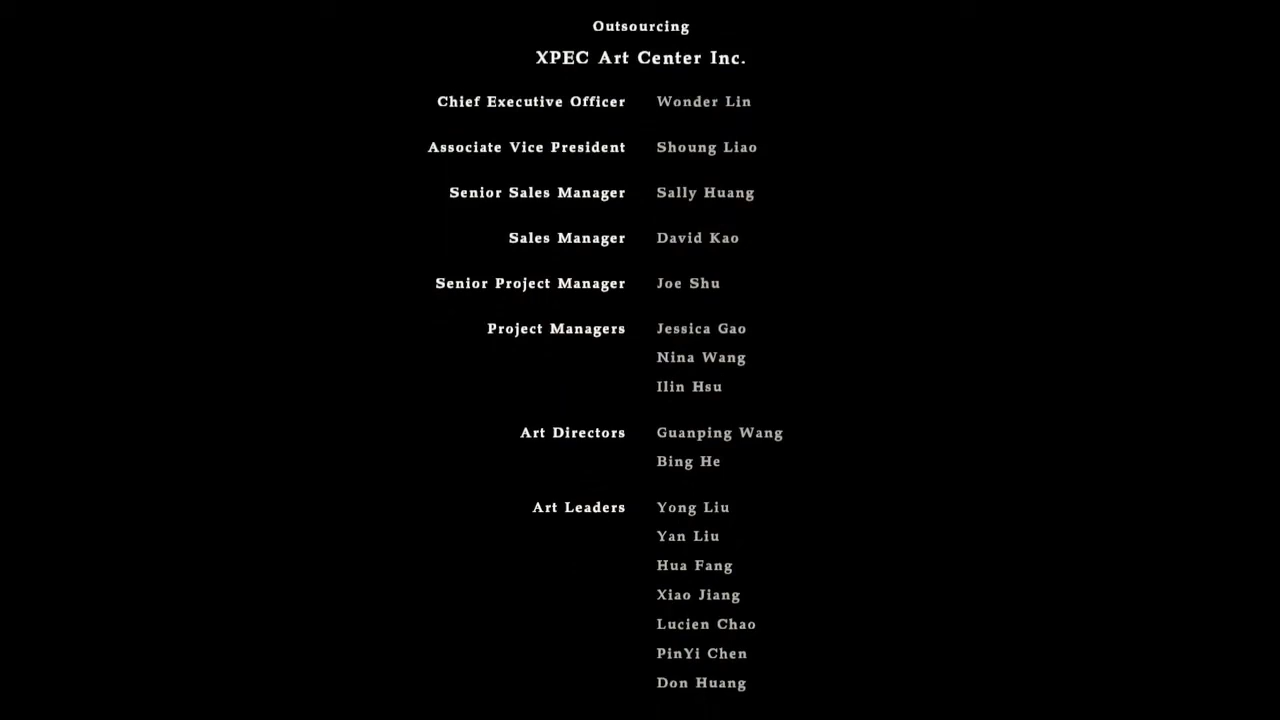 Outsourcing
XPEC Art Center Inc.
Chief Executive Officer Wonder Lin
Associate Vice President Shoung Liao
Senior Sales Manager Sally Huang
Sales Manager David Kao
Senior Project Manager Joe Shu
Project Managers Jessica Gao
Nina Wang
Ilin Hsu
Art Directors Guanping Wang
Bing He
Art Leaders Yong Liu
Yan Liu
Hua Fang
Xiao Jiang
Lucien Chao
PinYi Chen
Don Huang